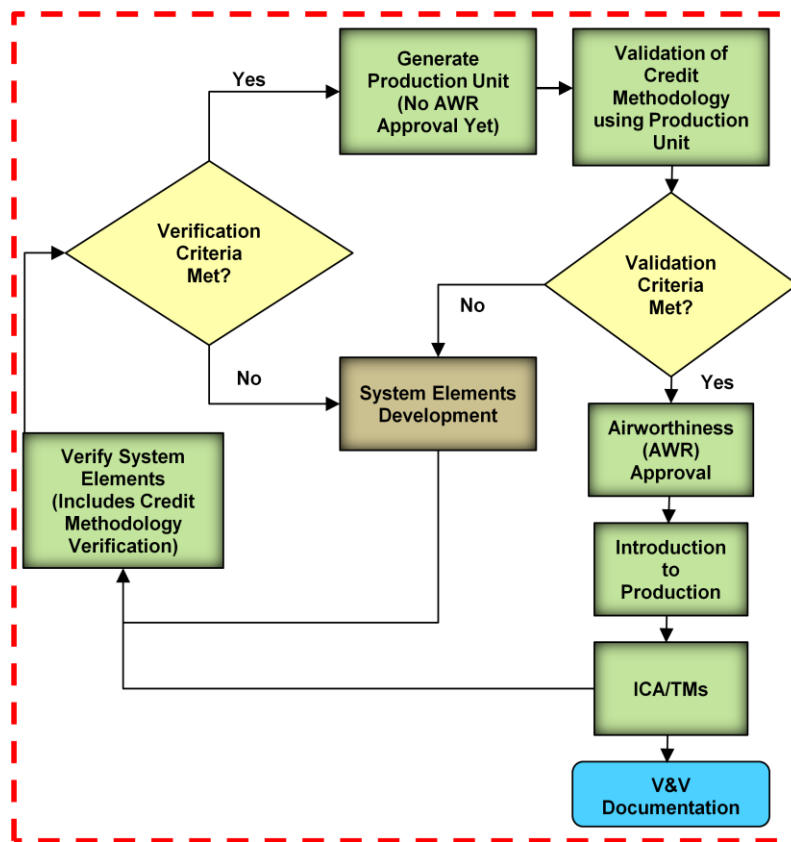 Yes
Generate
Production Unit
(No AWR
Approval Yet)
Validation of
Credit
Methodology
using Production
Unit
Verification
Criteria
Met?
Validation
Criteria
Met?
No
No
System Elements
Development
Yes
Airworthiness
(AWR)
Approval
Verify System
Elements
(Includes Credit
Methodology
Verification)
Introduction
to
Production
ICA/TMs
V&V
Documentation